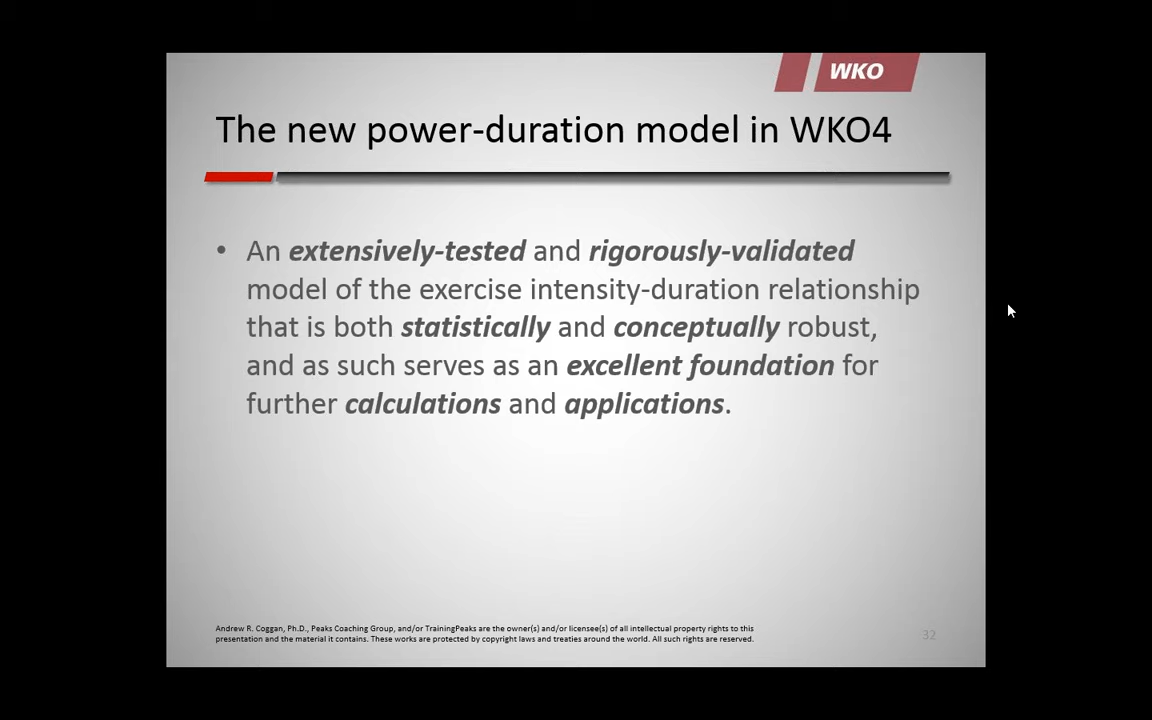 WKO
The new power-duration model in WKO4
• An extensively-tested and rigorously-validated
model of the exercise intensity-duration relationship
that is both statistically and conceptually robust,
and as such serves as an excellent foundation for
further calculations and applications.
Andrew R. Coggan, Ph.D., Peaks Coaching Group, and/or TrainingPeaks are the owner(s) and/or licensee(s) of all intellectual property rights to this
presentation and the material it contains. These works are protected by copyright laws and treaties around the world. All such rights are reserved.
32